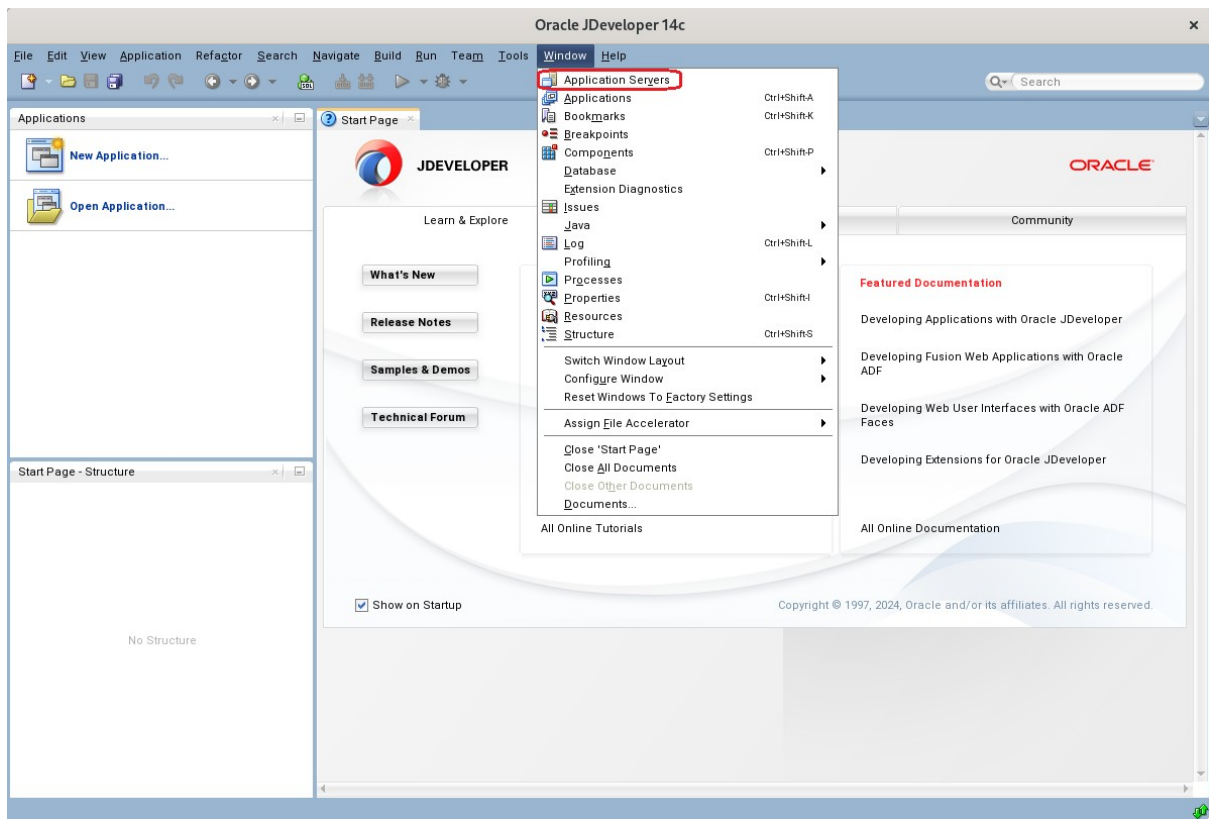 Oracle JDeveloper 14c
File Edit View Application Refactor Search Navigate Build Run Team Tools Window Help
Search
Applications
New Application...
Open Application...
Start Page - Structure
No Structure
Start Page
JDEVELOPER
ORACLE
Learn & Explore
Community
What's New
Release Notes
Samples & Demos
Technical Forum
Application Servers
Applications Ctrl+Shift-A
Bookmarks Ctrl+Shift-K
Breakpoints
Components Ctrl+Shift-P
Database
Extension Diagnostics
Issues
Java
Log Ctrl+Shift-L
Profiling
Processes
Properties Ctrl+Shift-I
Resources
Structure Ctrl+Shift-S
Switch Window Layout
Configure Window
Reset Windows To Factory Settings
Assign File Accelerator
Close 'Start Page'
Close All Documents
Close Other Documents
Documents...
All Online Tutorials
Featured Documentation
Developing Applications with Oracle JDeveloper
Developing Fusion Web Applications with Oracle
ADF
Developing Web User Interfaces with Oracle ADF
Faces
Developing Extensions for Oracle JDeveloper
All Online Documentation
Show on Startup
Copyright © 1997, 2024, Oracle and/or its affiliates. All rights reserved.